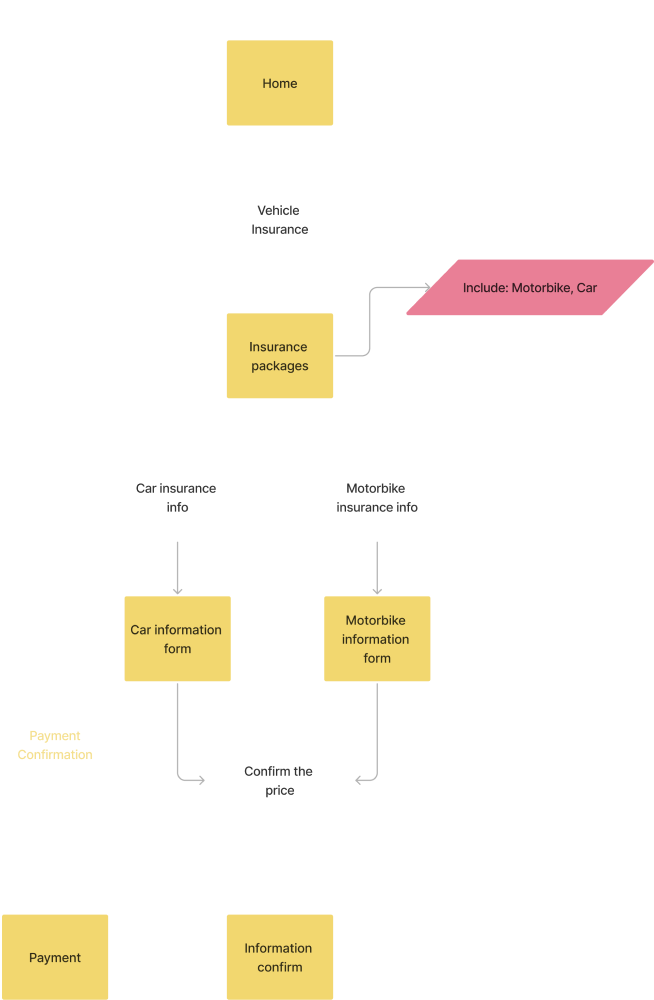 Home
Vehicle
Insurance
Include: Motorbike, Car
Insurance
packages
Car insurance
info
Motorbike
insurance info
Car information
form
Motorbike
information
form
Payment
Confirmation
Confirm the
price
Payment
Information
confirm